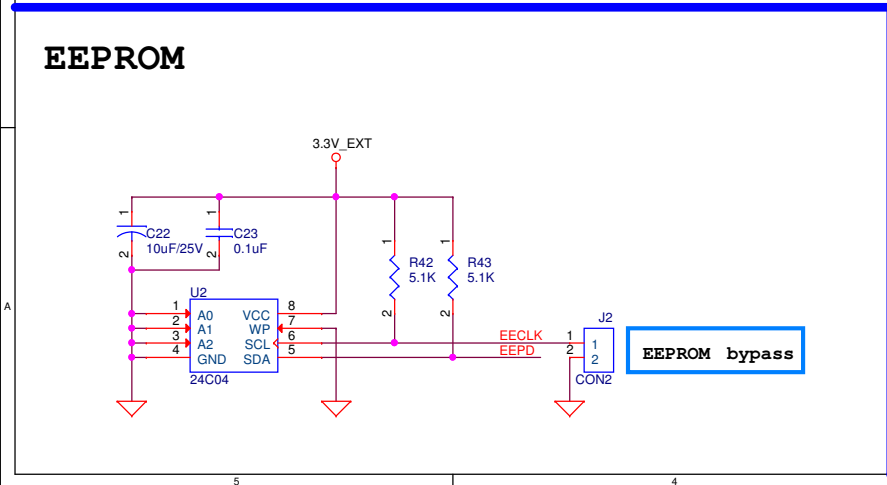 EEPROM
3.3V_EXT
1
C22
10uF/25V
2
1
C23
0.1uF
2
1
R42
5.1K
2
1
R43
5.1K
2
U2
1 A0 VCC 8
2 A1 WP 7
3 A2 SCL 6
4 GND SDA 5
24C04
EECLK
EEPD
J2
1 1
2 2
CON2
EEPROM bypass
A
5
4